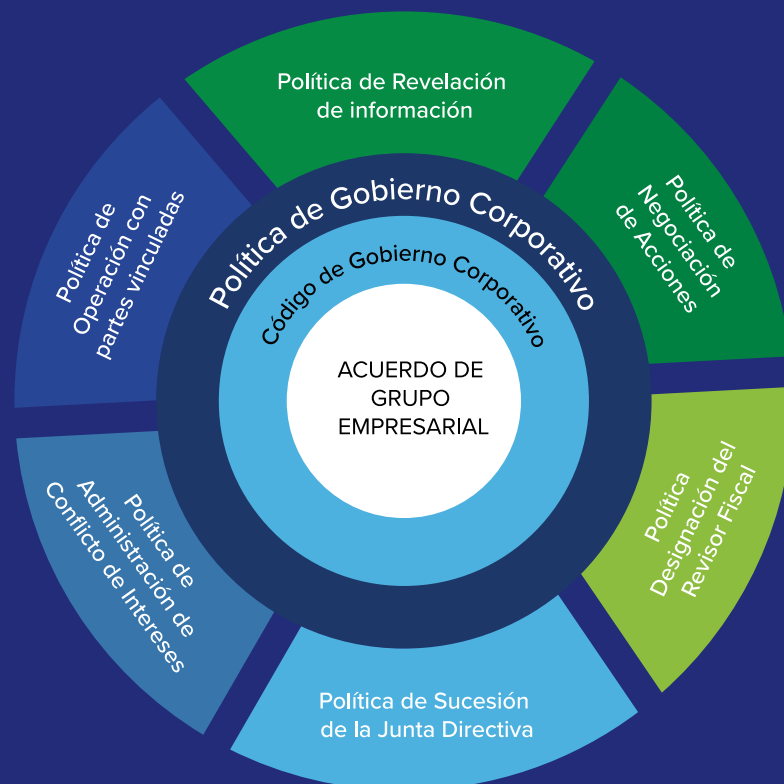 Política de Revelación
de información
Política de
Negociación
de Acciones
Política
Designación del
Revisor Fiscal
Política de Sucesión
de la Junta Directiva
Política de
Administración de
Conflicto de Intereses
Política de
Operación con
partes vinculadas
Política de Gobierno Corporativo
Código de Gobierno Corporativo
ACUERDO DE
GRUPO
EMPRESARIAL